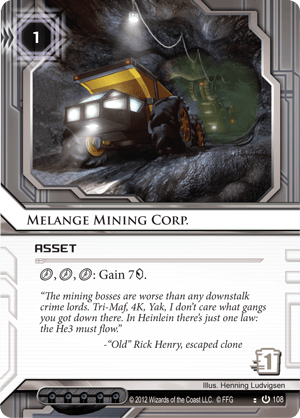 1
MELANGE MINING CORP.
ASSET
, , : Gain 7.
“The mining bosses are worse than any downstalk
crime lords. Tri-Maf, 4K, Yak, I don't care what gangs
you got down there. In Heinlein there's just one law:
the He3 must flow.”
-“Old” Rick Henry, escaped clone
1
Illus. Henning Ludvigsen
© 2012 Wizards of the Coast LLC. © FFG 108